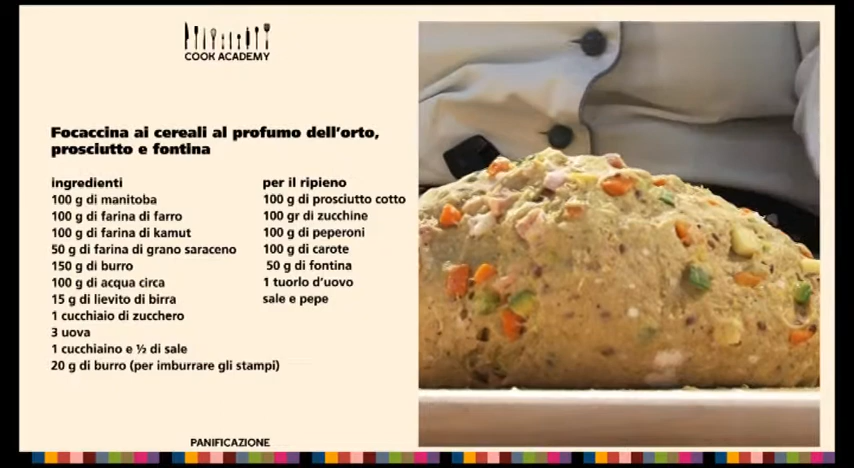 COOK ACADEMY
Focaccina ai cereali al profumo dell'orto,
prosciutto e fontina
ingredienti
100 g di manitoba
100 g di farina di farro
100 g di farina di kamut
50 g di farina di grano saraceno
150 g di burro
100 g di acqua circa
15 g di lievito di birra
1 cucchiaio di zucchero
3 uova
1 cucchiaino e ½ di sale
20 g di burro (per imburrare gli stampi)
per il ripieno
100 g di prosciutto cotto
100 gr di zucchine
100 g di peperoni
100 g di carote
50 g di fontina
1 tuorlo d'uovo
sale e pepe
PANIFICAZIONE